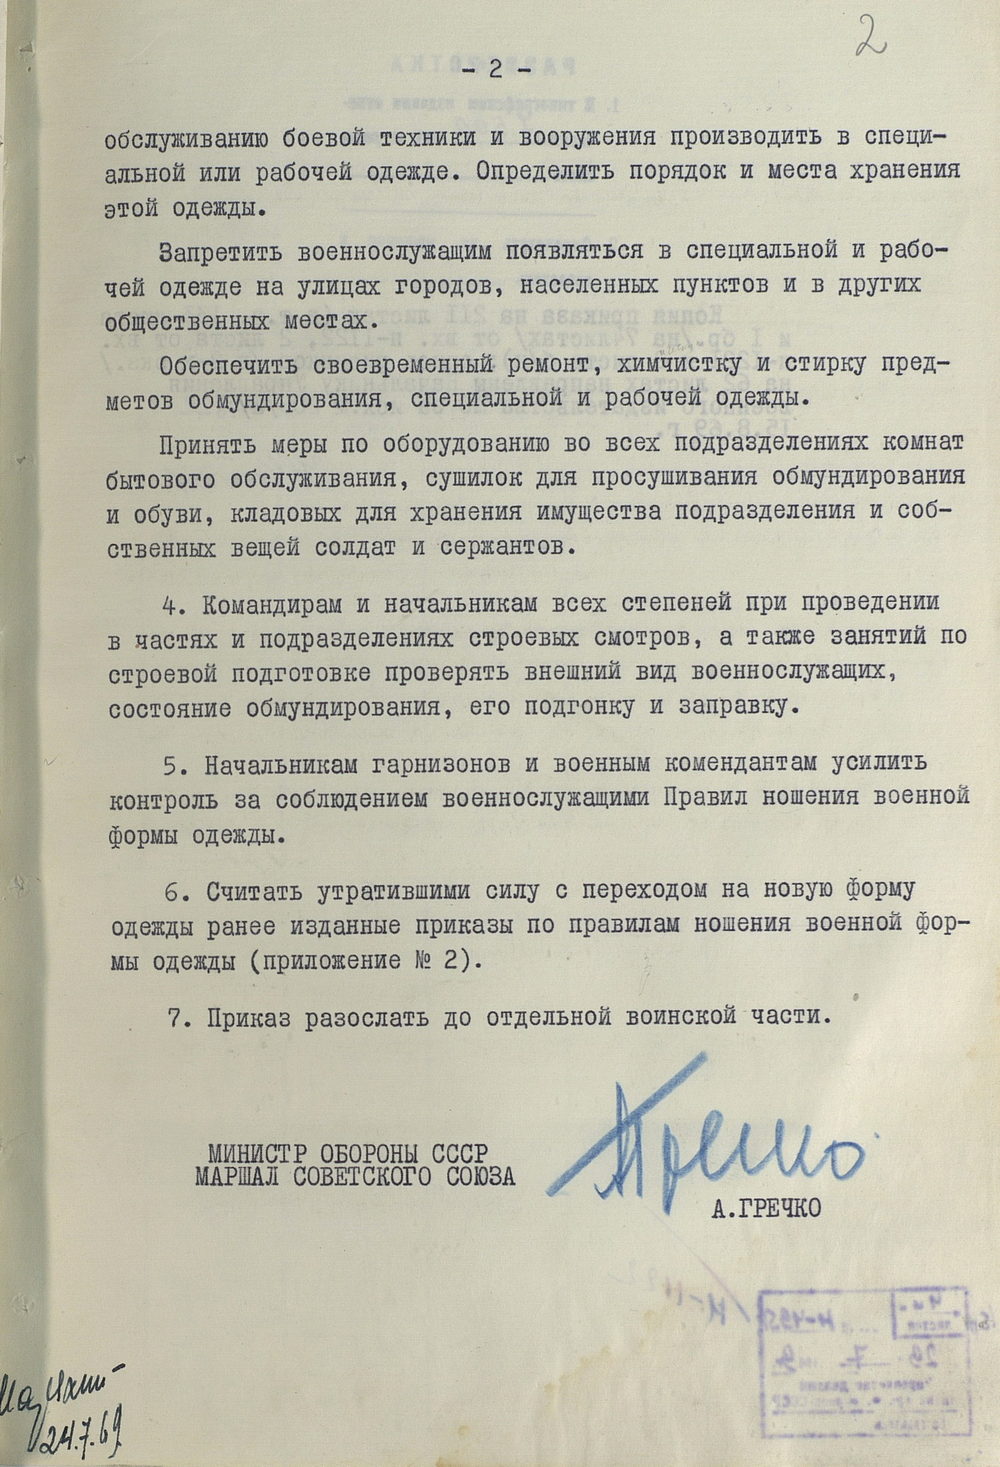 2
- 2 -
обслуживанию боевой техники и вооружения производить в специ-
альной или рабочей одежде. Определить порядок и места хранения
этой одежды.
Запретить военнослужащим появляться в специальной и рабо-
чей одежде на улицах городов, населенных пунктов и в других
общественных местах.
Обеспечить своевременный ремонт, химчистку и стирку пред-
метов обмундирования, специальной и рабочей одежды.
Принять меры по оборудованию во всех подразделениях комнат
бытового обслуживания, сушилок для просушивания обмундирования
и обуви, кладовых для хранения имущества подразделения и соб-
ственных вещей солдат и сержантов.
4. Командирам и начальникам всех степеней при проведении
в частях и подразделениях строевых смотров, а также занятий по
строевой подготовке проверять внешний вид военнослужащих,
состояние обмундирования, его подгонку и заправку.
5. Начальникам гарнизонов и военным комендантам усилить
контроль за соблюдением военнослужащими Правил ношения военной
формы одежды.
6. Считать утратившими силу с переходом на новую форму
одежды ранее изданные приказы по правилам ношения военной фор-
мы одежды (приложение № 2).
7. Приказ разослать до отдельной воинской части.
МИНИСТР ОБОРОНЫ СССР
МАРШАЛ СОВЕТСКОГО СОЮЗА
А.ГРЕЧКО
24.7.69